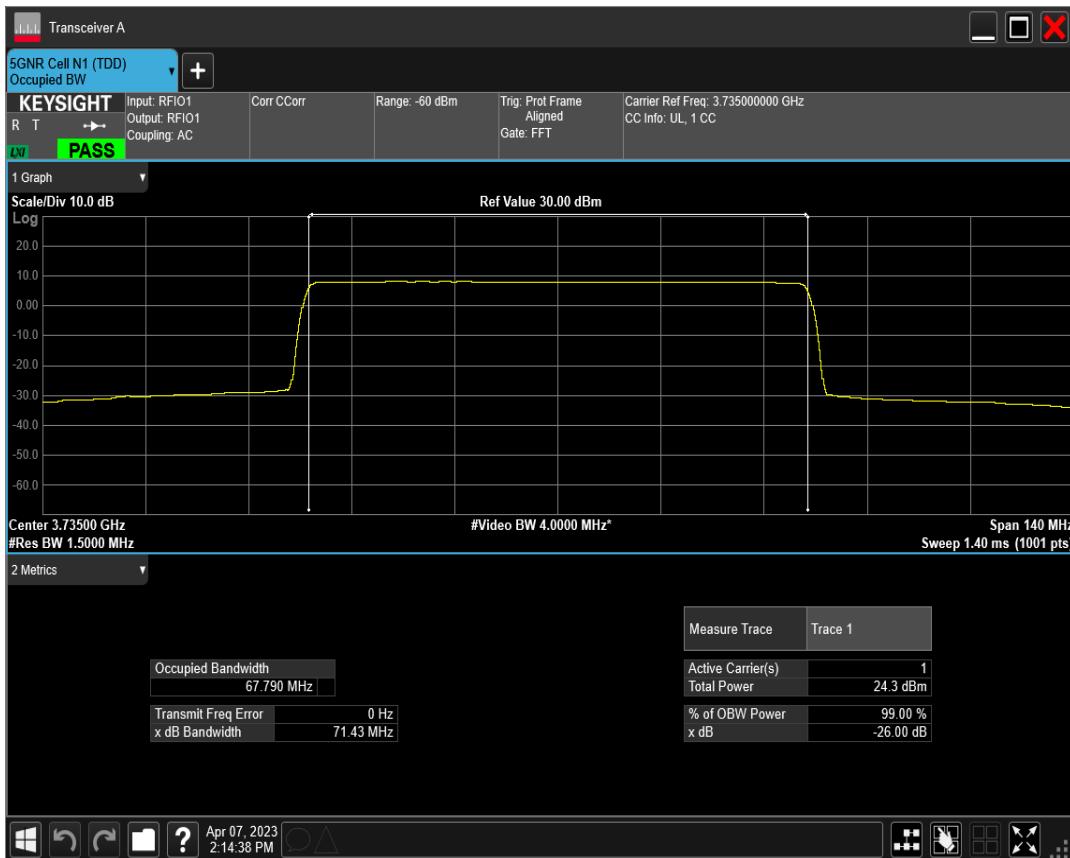 Transceiver A
5GNR Cell N1 (TDD)
Occupied BW
+
KEYSIGHT
R T
LXI
PASS
Input: RFIO1
Output: RFIO1
Coupling: AC
Corr CCorr
Range: -60 dBm
Trig: Prot Frame
Aligned
Gate: FFT
Carrier Ref Freq: 3.735000000 GHz
CC Info: UL, 1 CC
1 Graph
Scale/Div 10.0 dB
Ref Value 30.00 dBm
Log
20.0
10.0
0.00
-10.0
-20.0
-30.0
-40.0
-50.0
-60.0
Center 3.73500 GHz
#Video BW 4.0000 MHz*
Span 140 MHz
#Res BW 1.5000 MHz
Sweep 1.40 ms (1001 pts)
2 Metrics
Measure Trace Trace 1
Occupied Bandwidth
67.790 MHz
Active Carrier(s) 1
Total Power 24.3 dBm
Transmit Freq Error 0 Hz
x dB Bandwidth 71.43 MHz
% of OBW Power 99.00 %
x dB -26.00 dB
?
Apr 07, 2023
2:14:38 PM